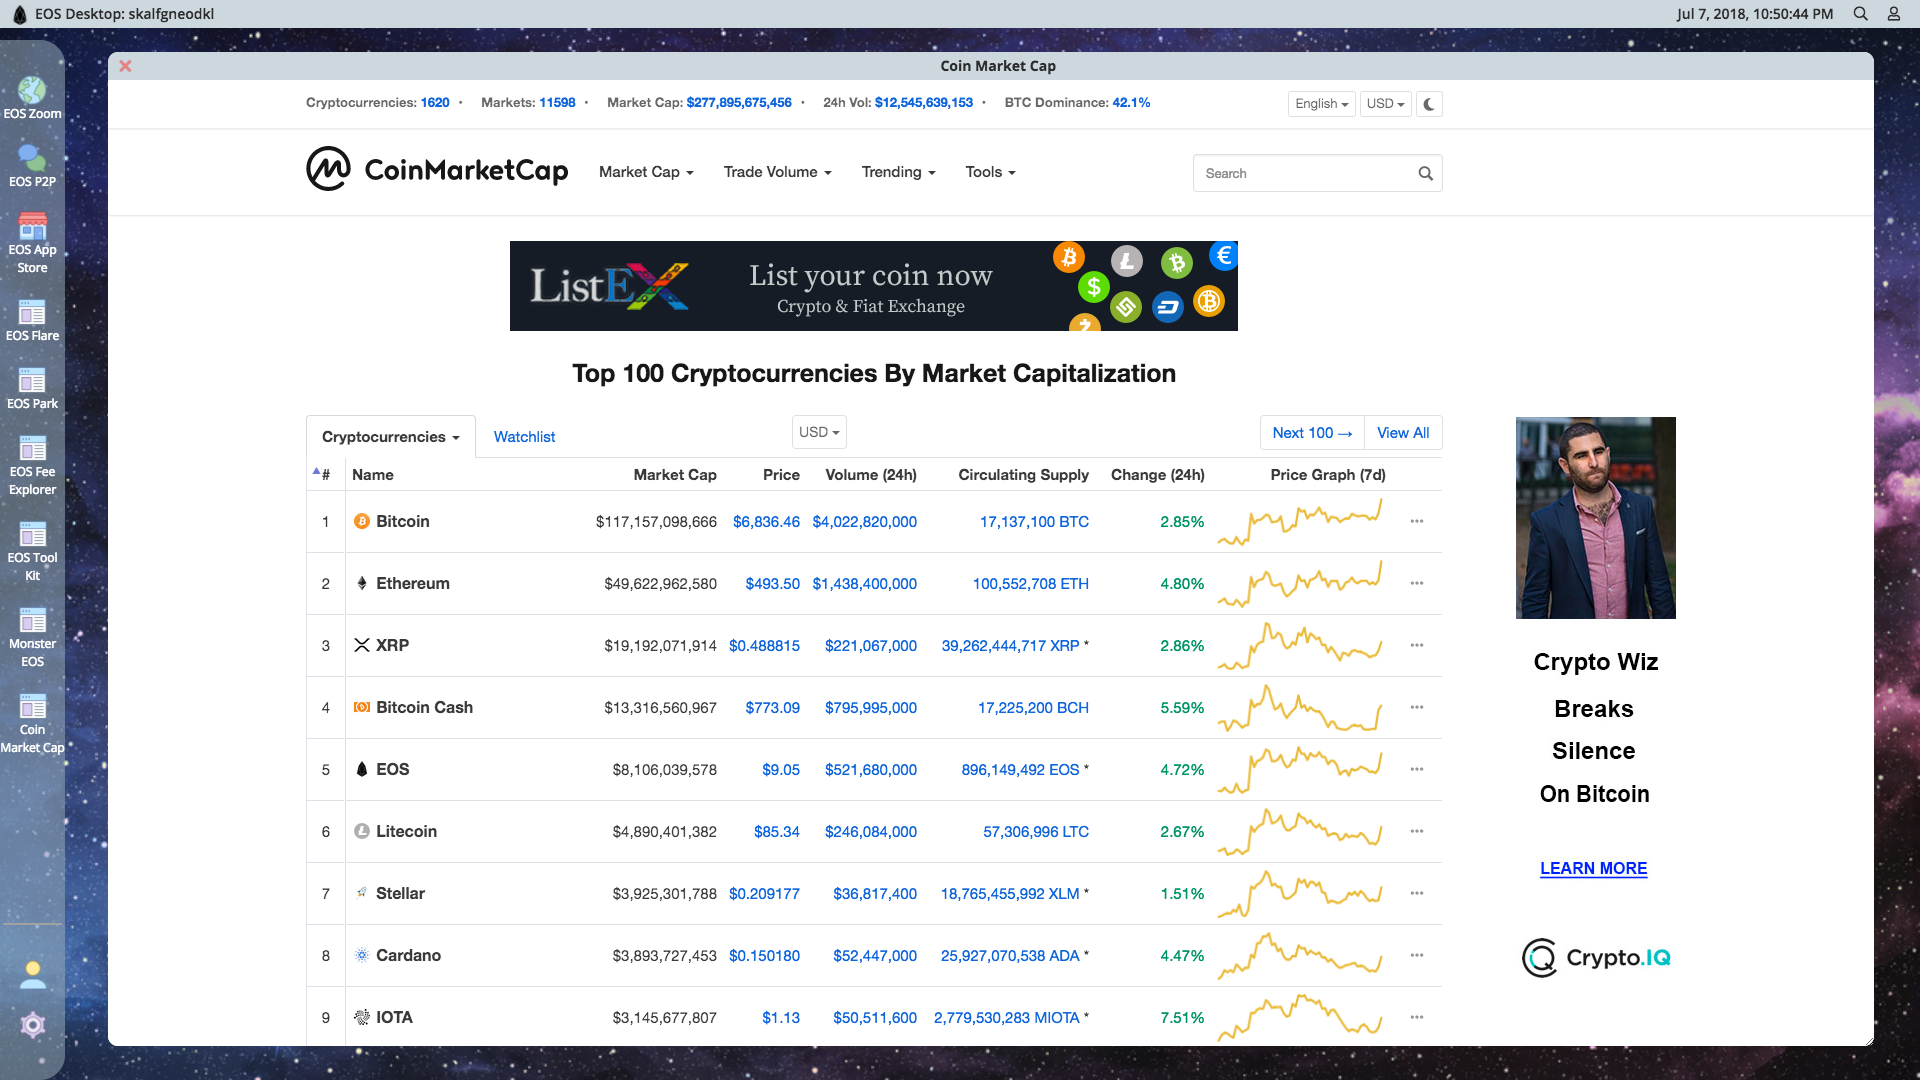 EOS Desktop: skalfgneodkl
Jul 7, 2018, 10:50:44 PM
EOS Zoom
EOS P2P
EOS App
Store
EOS Flare
EOS Park
EOS Fee
Explorer
EOS Tool
Kit
Monster
EOS
Coin
Market Cap
Coin Market Cap
Cryptocurrencies: 1620 • Markets: 11598 • Market Cap: $277,895,675,456 • 24h Vol: $12,545,639,153 • BTC Dominance: 42.1%
English USD
CoinMarketCap Market Cap Trade Volume Trending Tools Search
ListEX List your coin now
Crypto & Fiat Exchange
Top 100 Cryptocurrencies By Market Capitalization
Cryptocurrencies Watchlist USD Next 100 → View All
# Name Market Cap Price Volume (24h) Circulating Supply Change (24h) Price Graph (7d)
1 Bitcoin $117,157,098,666 $6,836.46 $4,022,820,000 17,137,100 BTC 2.85%
2 Ethereum $49,622,962,580 $493.50 $1,438,400,000 100,552,708 ETH 4.80%
3 XRP $19,192,071,914 $0.488815 $221,067,000 39,262,444,717 XRP * 2.86%
4 Bitcoin Cash $13,316,560,967 $773.09 $795,995,000 17,225,200 BCH 5.59%
5 EOS $8,106,039,578 $9.05 $521,680,000 896,149,492 EOS * 4.72%
6 Litecoin $4,890,401,382 $85.34 $246,084,000 57,306,996 LTC 2.67%
7 Stellar $3,925,301,788 $0.209177 $36,817,400 18,765,455,992 XLM * 1.51%
8 Cardano $3,893,727,453 $0.150180 $52,447,000 25,927,070,538 ADA * 4.47%
9 IOTA $3,145,677,807 $1.13 $50,511,600 2,779,530,283 MIOTA * 7.51%
Crypto Wiz
Breaks
Silence
On Bitcoin
LEARN MORE
Crypto.IQ